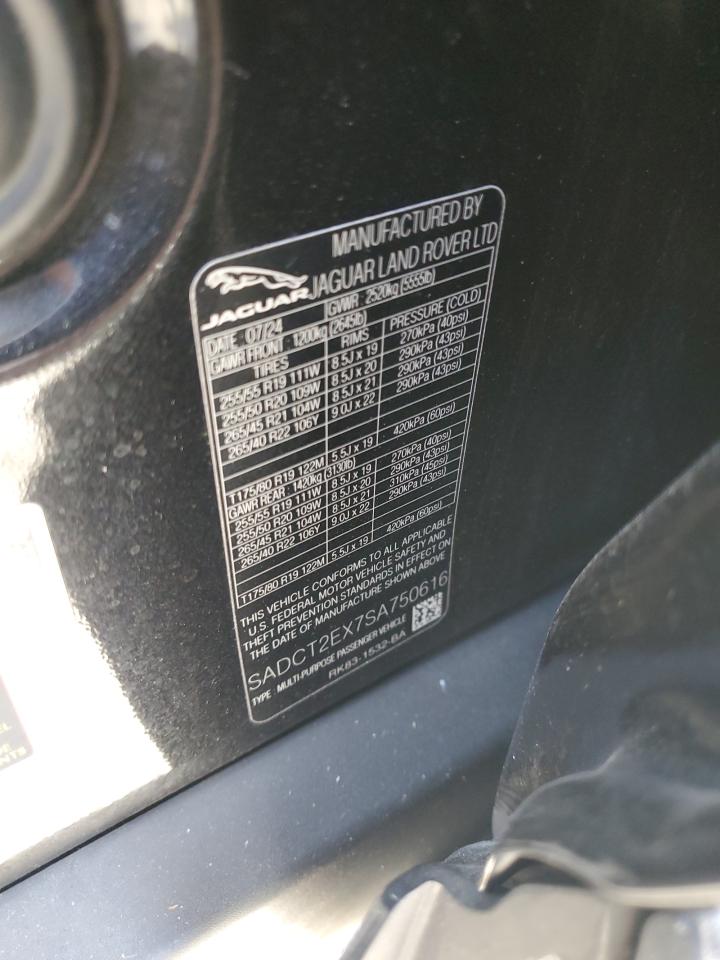 MANUFACTURED BY
JAGUAR JAGUAR LAND ROVER LTD
DATE 07/24 GVWR : 2520kg (5555lb)
GAWR FRONT : 1200kg (2645lb)
TIRES RIMS PRESSURE (COLD)
255/55 R19 111W 8.5J x 19 270kPa (40psi)
255/50 R20 109W 8.5J x 20 290kPa (43psi)
265/45 R21 104W 8.5J x 21 290kPa (43psi)
265/40 R22 106Y 9.0J x 22 290kPa (43psi)
T175/80 R19 122M 5.5J x 19 420kPa (60psi)
GAWR REAR : 1420kg (3130lb)
255/55 R19 111W 8.5J x 19 270kPa (40psi)
255/50 R20 109W 8.5J x 20 290kPa (43psi)
265/45 R21 104W 8.5J x 21 310kPa (45psi)
265/40 R22 106Y 9.0J x 22 290kPa (43psi)
T175/80 R19 122M 5.5J x 19 420kPa (60psi)
THIS VEHICLE CONFORMS TO ALL APPLICABLE
U.S. FEDERAL MOTOR VEHICLE SAFETY AND
THEFT PREVENTION STANDARDS IN EFFECT ON
THE DATE OF MANUFACTURE SHOWN ABOVE
SADCT2EX7SA750616
TYPE : MULTI-PURPOSE PASSENGER VEHICLE
RK83-1532-BA